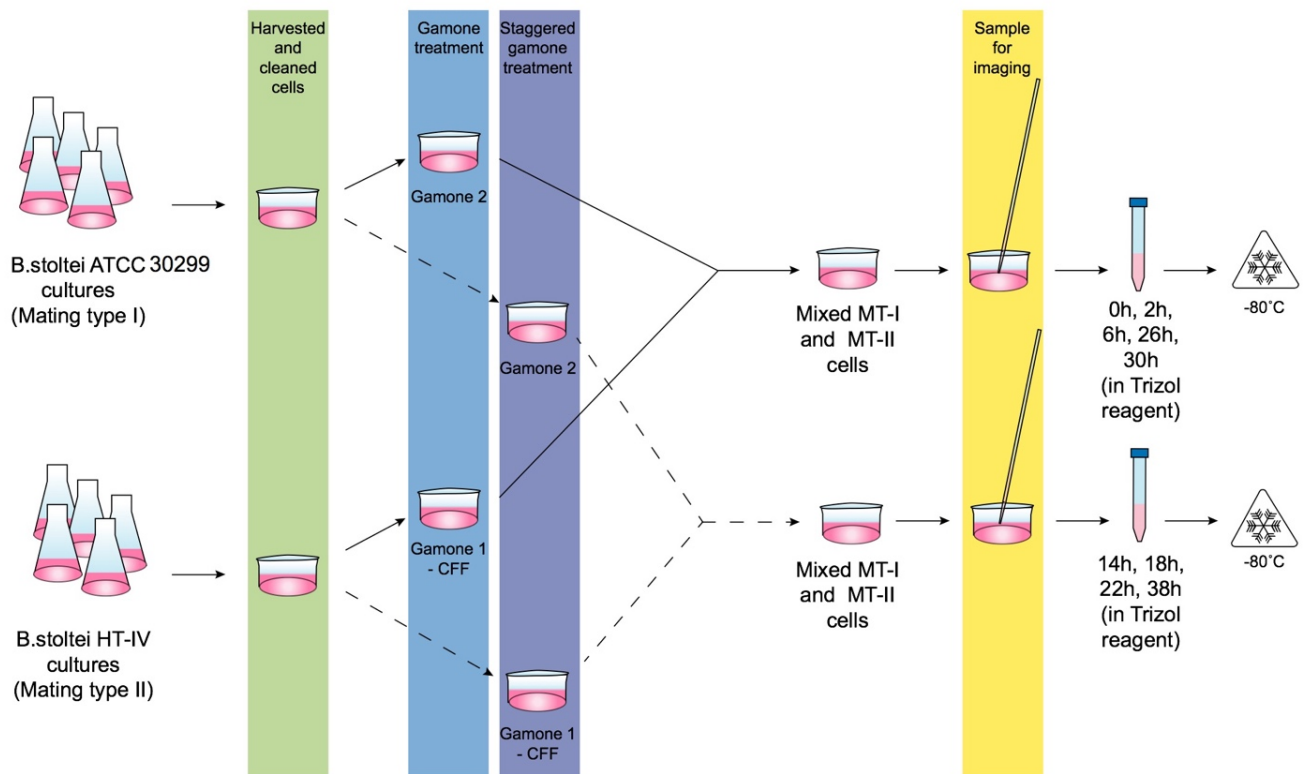 Harvested
and
cleaned
cells
Gamone
treatment
Staggered
gamone
treatment
Sample
for
imaging
B.stoltei ATCC 30299
cultures
(Mating type I)
Gamone 2
Gamone 2
Mixed MT-I
and MT-II
cells
0h, 2h,
6h, 26h,
30h
(in Trizol
reagent)
-80˚C
B.stoltei HT-IV
cultures
(Mating type II)
Gamone 1
- CFF
Gamone 1
- CFF
Mixed MT-I
and MT-II
cells
14h, 18h,
22h, 38h
(in Trizol
reagent)
-80˚C